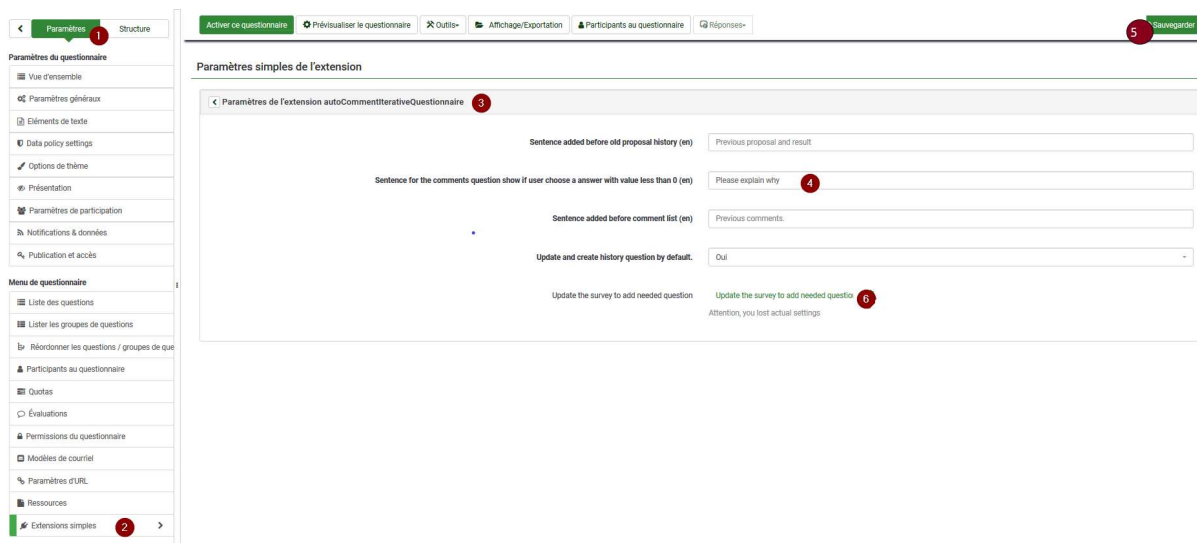 Paramètres
1
Structure
Activer ce questionnaire
Prévisualiser le questionnaire
Outils
Affichage/Exportation
Participants au questionnaire
Réponses
5
Sauvegarder
Paramètres du questionnaire
Vue d'ensemble
Paramètres généraux
Eléments de texte
Data policy settings
Options de thème
Présentation
Paramètres de participation
Notifications & données
Publication et accès
Menu de questionnaire
Liste des questions
Lister les groupes de questions
Réordonner les questions / groupes de que
Participants au questionnaire
Quotas
Évaluations
Permissions du questionnaire
Modèles de courriel
Paramètres d'URL
Ressources
Extensions simples
2
Paramètres simples de l'extension
Paramètres de l'extension autoCommentIterativeQuestionnaire
3
Sentence added before old proposal history (en)
Previous proposal and result
Sentence for the comments question show if user choose a answer with value less than 0 (en)
Please explain why
4
Sentence added before comment list (en)
Previous comments.
Update and create history question by default.
Oui
Update the survey to add needed question
Update the survey to add needed question
6
Attention, you lost actual settings